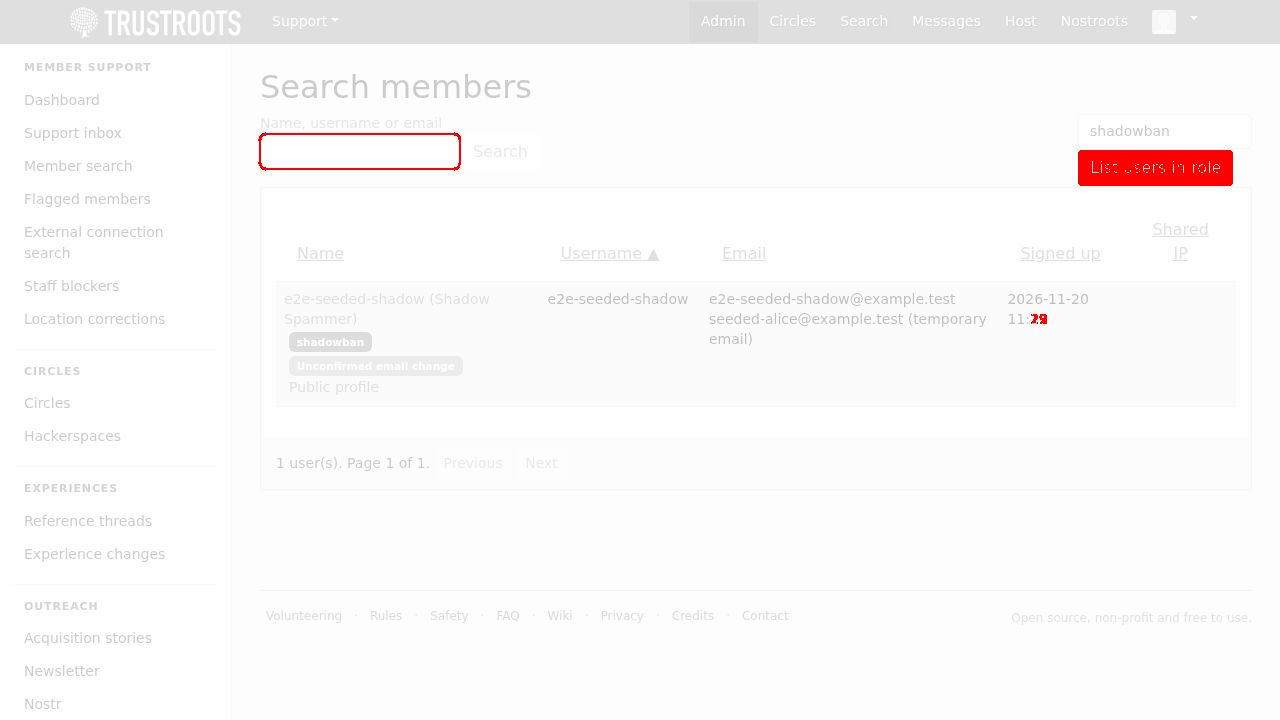 TRUSTROOTS
Support
Admin
Circles
Search
Messages
Host
Nostroots
MEMBER SUPPORT
Dashboard
Support inbox
Member search
Flagged members
External connection
search
Staff blockers
Location corrections
CIRCLES
Circles
Hackerspaces
EXPERIENCES
Reference threads
Experience changes
OUTREACH
Acquisition stories
Newsletter
Nostr
Search members
Name, username or email
Search
shadowban
List users in role
Name
Username ▲
Email
Signed up
Shared
IP
e2e-seeded-shadow (Shadow
Spammer)
shadowban
Unconfirmed email change
Public profile
e2e-seeded-shadow
e2e-seeded-shadow@example.test
seeded-alice@example.test (temporary
email)
2026-11-20
11:
1 user(s). Page 1 of 1.
Previous
Next
Volunteering · Rules · Safety · FAQ · Wiki · Privacy · Credits · Contact
Open source, non-profit and free to use.